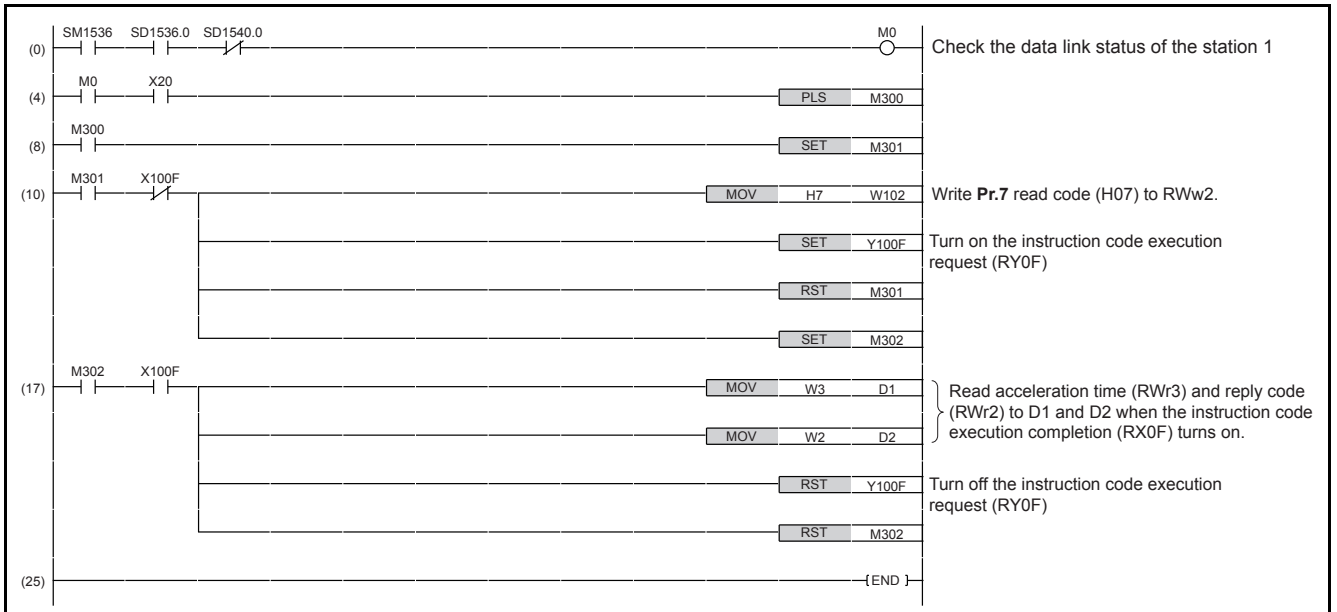 SM1536 SD1536.0 SD1540.0 M0
(0) Check the data link status of the station 1
M0 X20
(4) PLS M300
M300
(8) SET M301
M301 X100F
(10) MOV H7 W102 Write Pr.7 read code (H07) to RWw2.
SET Y100F Turn on the instruction code execution
request (RY0F)
RST M301
SET M302
M302 X100F
(17) MOV W3 D1 Read acceleration time (RWr3) and reply code
(RWr2) to D1 and D2 when the instruction code
MOV W2 D2 execution completion (RX0F) turns on.
RST Y100F Turn off the instruction code execution
request (RY0F)
RST M302
(25) END